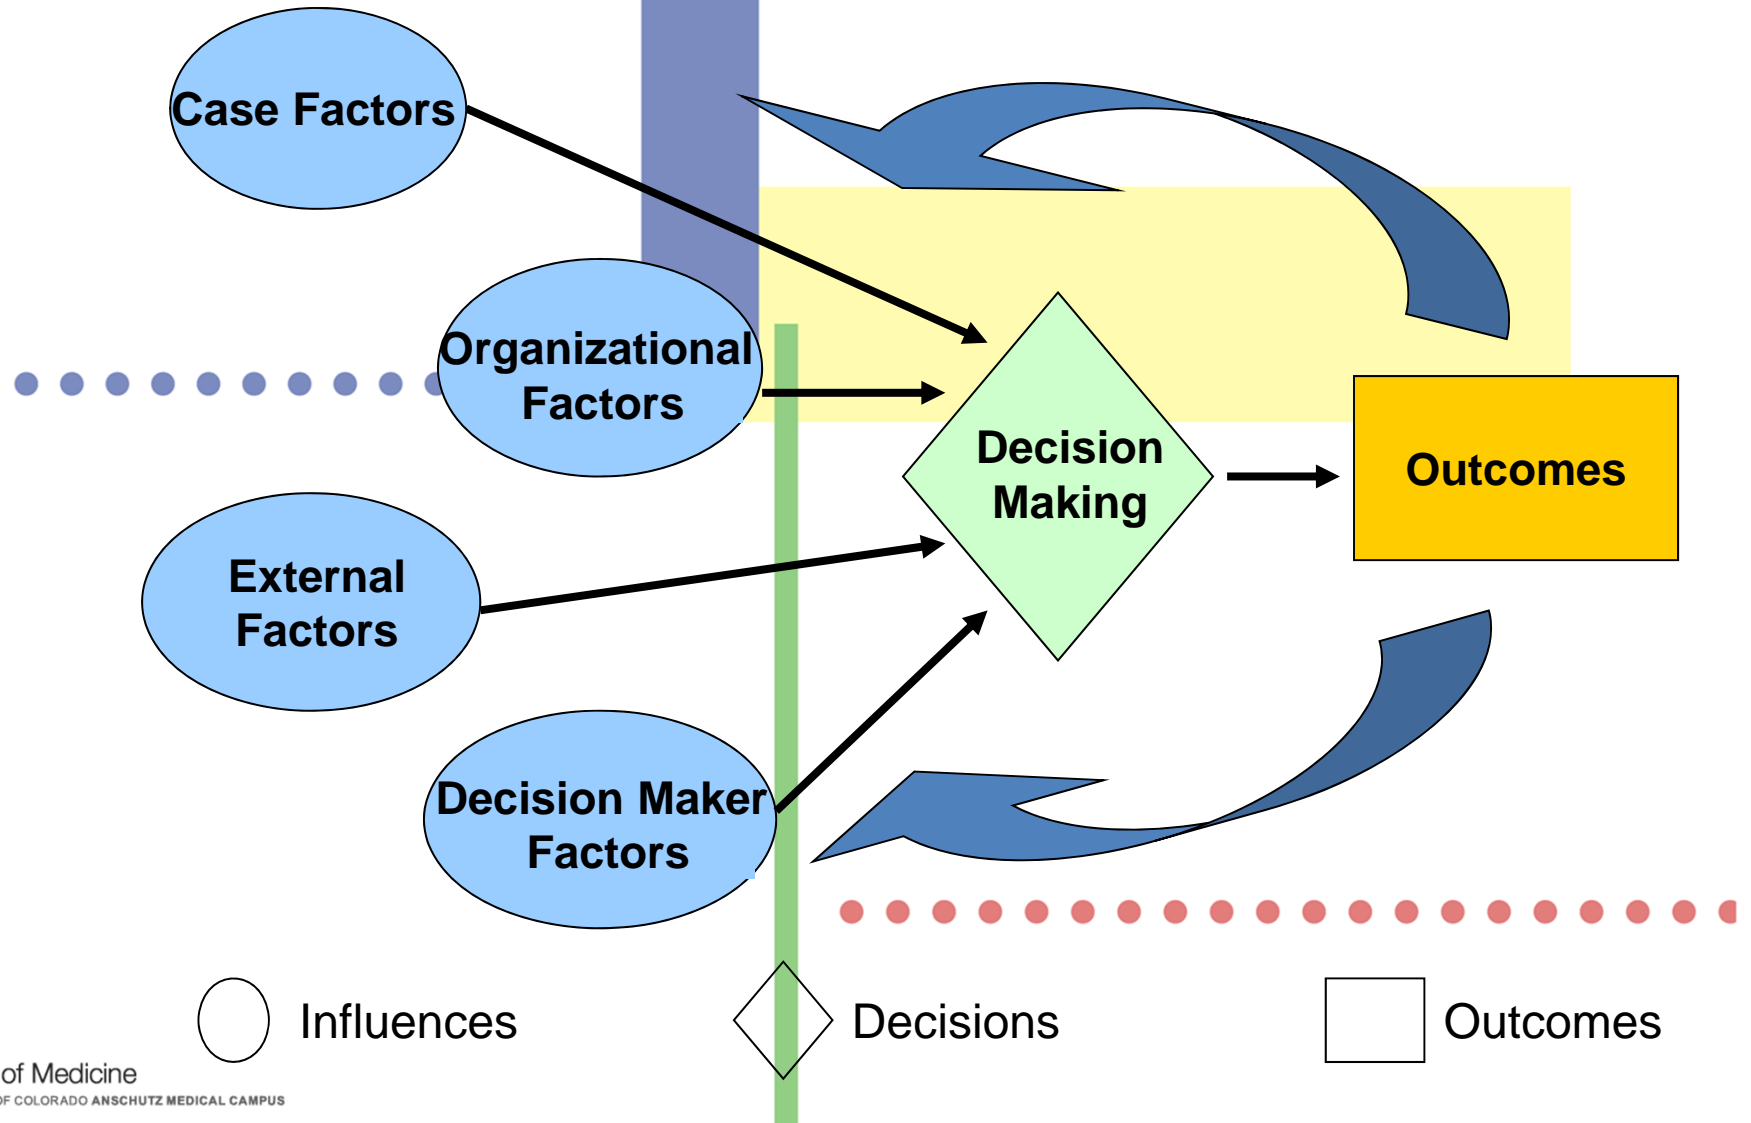 Case Factors
Organizational
Factors
Decision
Making
Outcomes
External
Factors
Decision Maker
Factors
Influences
Decisions
Outcomes
of Medicine
OF COLORADO ANSCHUTZ MEDICAL CAMPUS